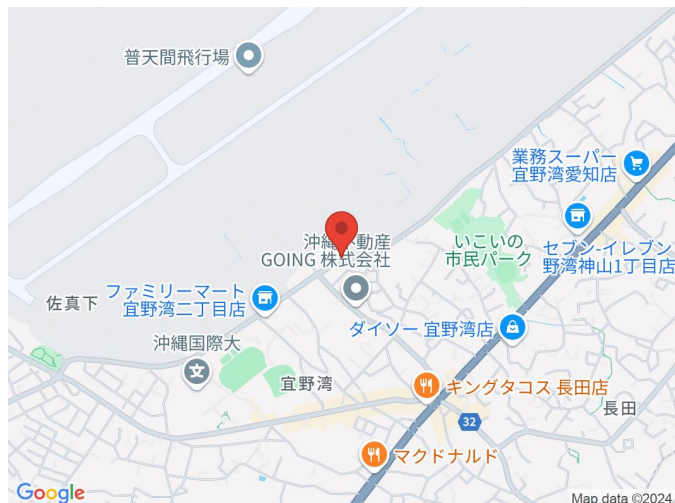 普天間飛行場
業務スーパー
宜野湾愛知店
沖縄不動産
GOING 株式会社
いこいの
市民パーク
セブン-イレブン
野湾神山1丁目店
佐真下
ファミリーマート
宜野湾二丁目店
ダイソー 宜野湾店
沖縄国際大
文
宜野湾
キングタコス 長田店
長田
32
マクドナルド
Google
Map data ©2024